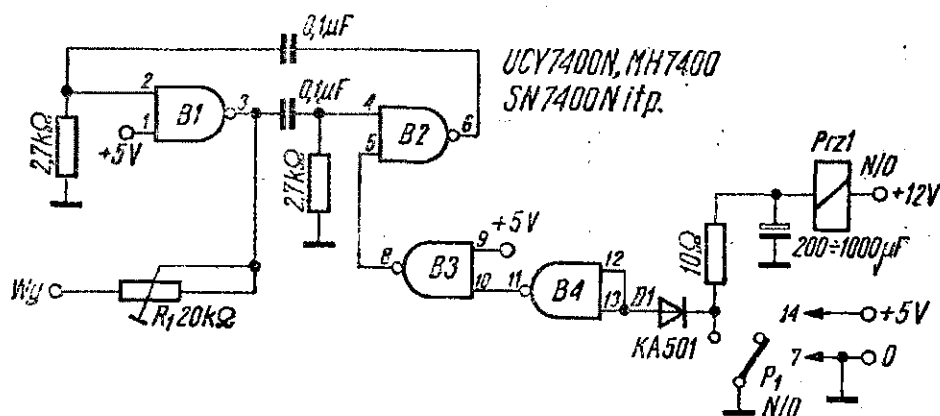 0,1µF
UCY7400N, MH7400
SN7400N itp.
2
1
B1
3
+5V
2,7kΩ
0,1µF
4
5
B2
6
2,7kΩ
Prz1
N/O
+12V
10Ω
200÷1000µF
+5V
8
B3
9
10
11
B4
12
13
D1
KA501
Wy
R1 20kΩ
14
+5V
7
0
P1
N/O